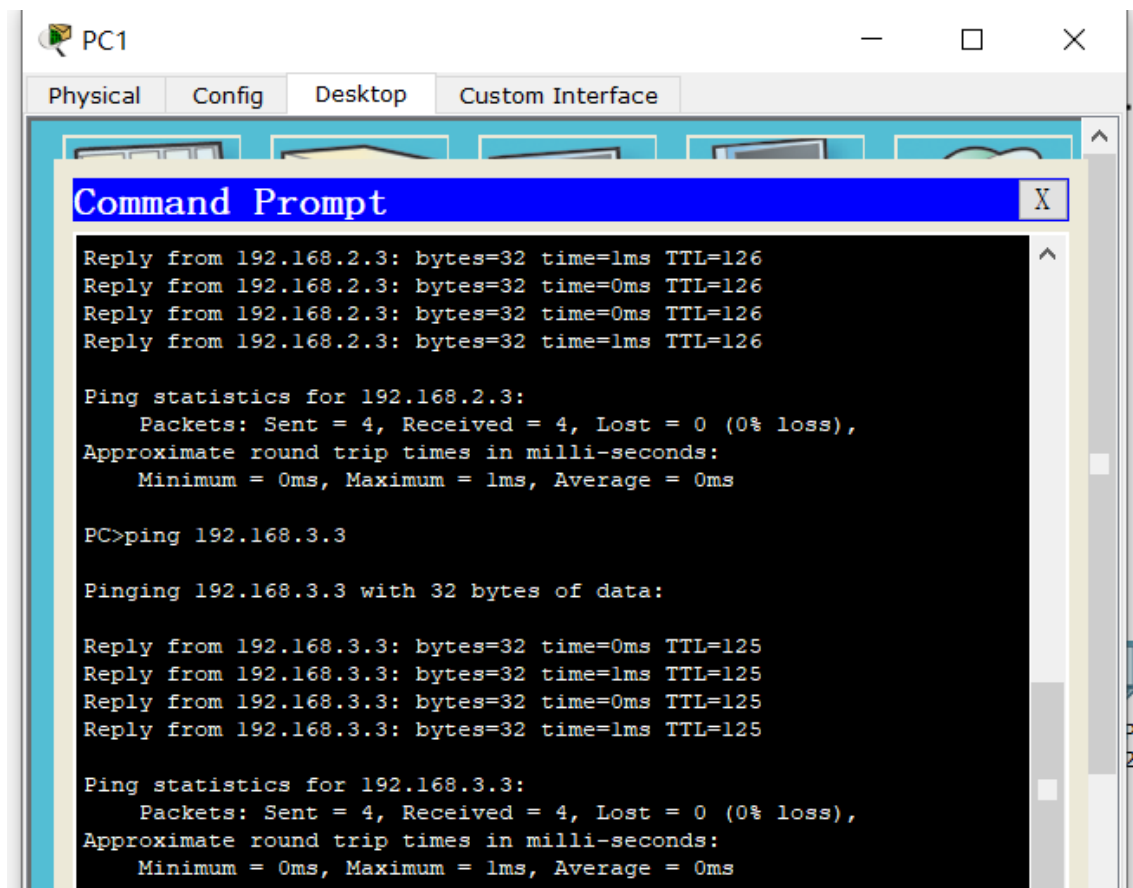 PC1
Physical Config Desktop Custom Interface
Command Prompt X
Reply from 192.168.2.3: bytes=32 time=1ms TTL=126
Reply from 192.168.2.3: bytes=32 time=0ms TTL=126
Reply from 192.168.2.3: bytes=32 time=0ms TTL=126
Reply from 192.168.2.3: bytes=32 time=1ms TTL=126
Ping statistics for 192.168.2.3:
Packets: Sent = 4, Received = 4, Lost = 0 (0% loss),
Approximate round trip times in milli-seconds:
Minimum = 0ms, Maximum = 1ms, Average = 0ms
PC>ping 192.168.3.3
Pinging 192.168.3.3 with 32 bytes of data:
Reply from 192.168.3.3: bytes=32 time=0ms TTL=125
Reply from 192.168.3.3: bytes=32 time=1ms TTL=125
Reply from 192.168.3.3: bytes=32 time=0ms TTL=125
Reply from 192.168.3.3: bytes=32 time=1ms TTL=125
Ping statistics for 192.168.3.3:
Packets: Sent = 4, Received = 4, Lost = 0 (0% loss),
Approximate round trip times in milli-seconds:
Minimum = 0ms, Maximum = 1ms, Average = 0ms